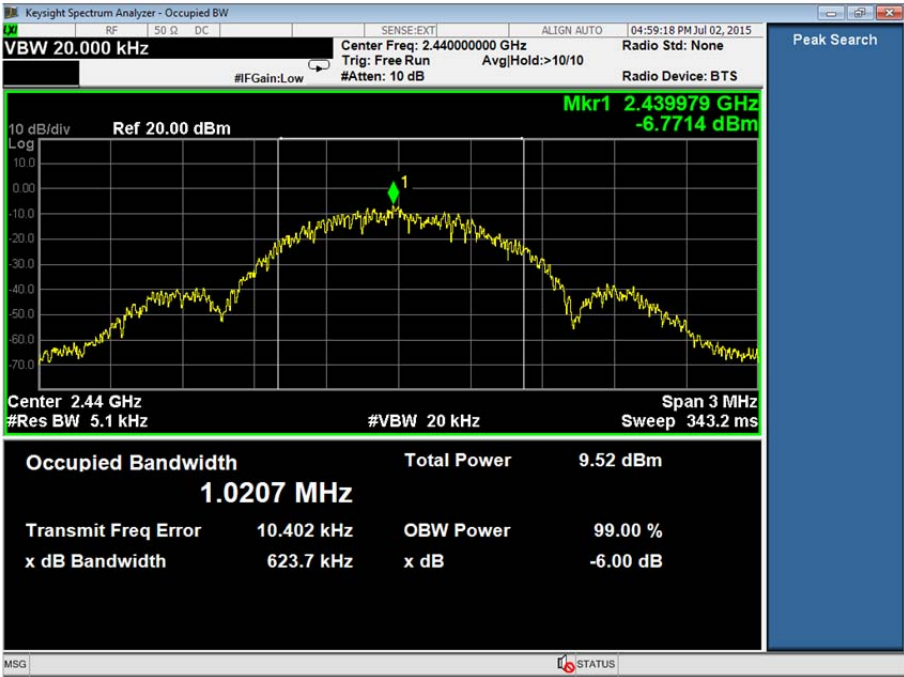 Keysight Spectrum Analyzer - Occupied BW
LXI RF 50 Ω DC SENSE:EXT ALIGN AUTO 04:59:18 PM Jul 02, 2015
VBW 20.000 kHz
Center Freq: 2.440000000 GHz Radio Std: None
Trig: Free Run Avg|Hold:>10/10
#IFGain:Low #Atten: 10 dB Radio Device: BTS
Peak Search
Mkr1 2.439979 GHz
-6.7714 dBm
10 dB/div Ref 20.00 dBm
Log
10.0
0.00
-10.0
-20.0
-30.0
-40.0
-50.0
-60.0
-70.0
1
Center 2.44 GHz Span 3 MHz
#Res BW 5.1 kHz #VBW 20 kHz Sweep 343.2 ms
Occupied Bandwidth Total Power 9.52 dBm
1.0207 MHz
Transmit Freq Error 10.402 kHz OBW Power 99.00 %
x dB Bandwidth 623.7 kHz x dB -6.00 dB
MSG STATUS